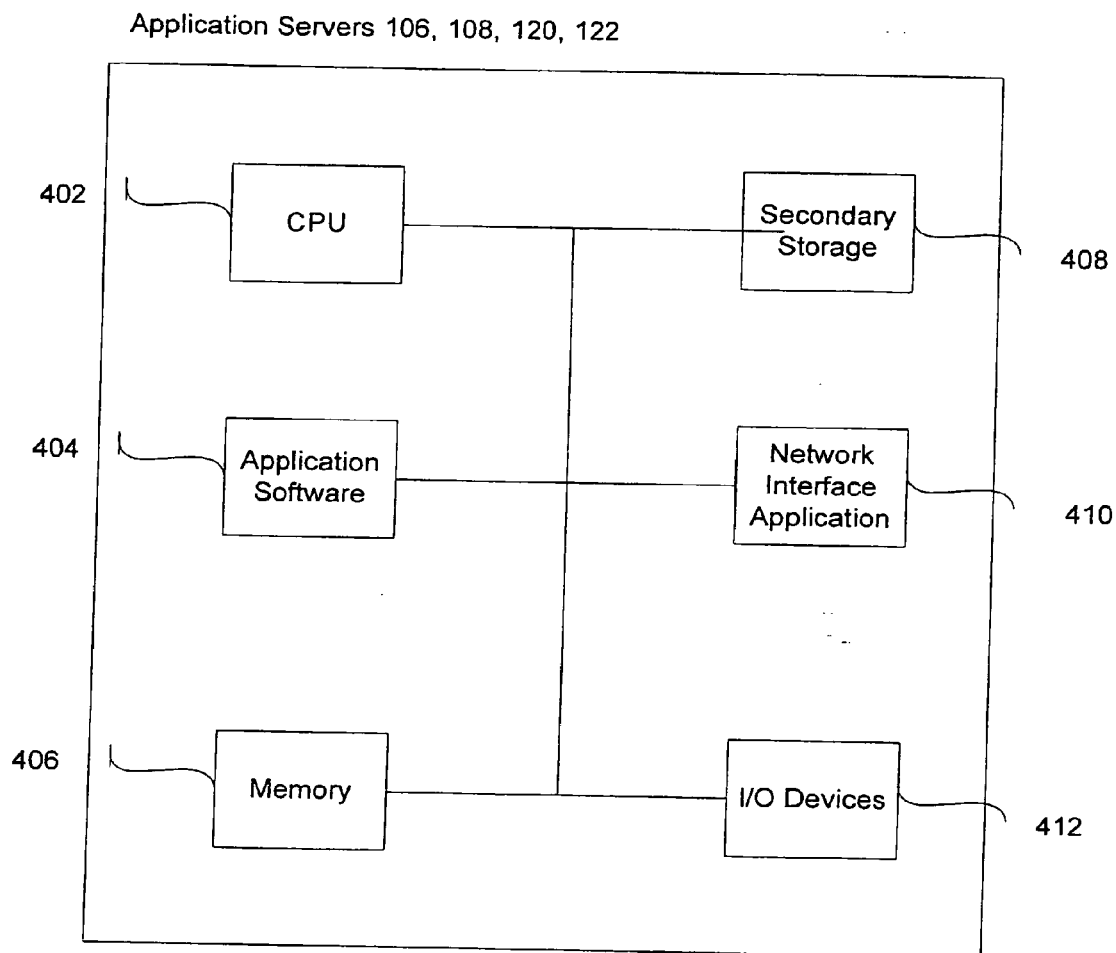 Application Servers 106, 108, 120, 122
402
CPU
Secondary
Storage
408
404
Application
Software
Network
Interface
Application
410
406
Memory
I/O Devices
412